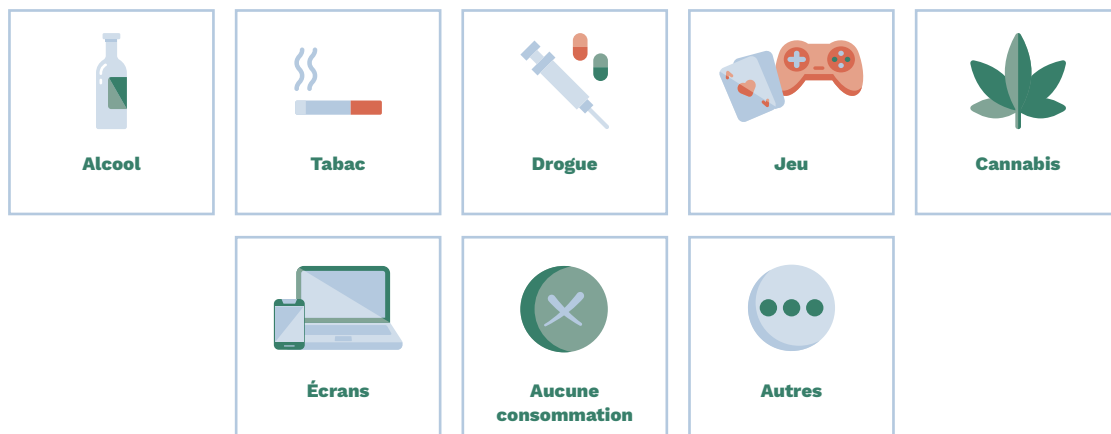 Alcool
Tabac
Drogue
Jeu
Cannabis
Écrans
Aucune
consommation
Autres